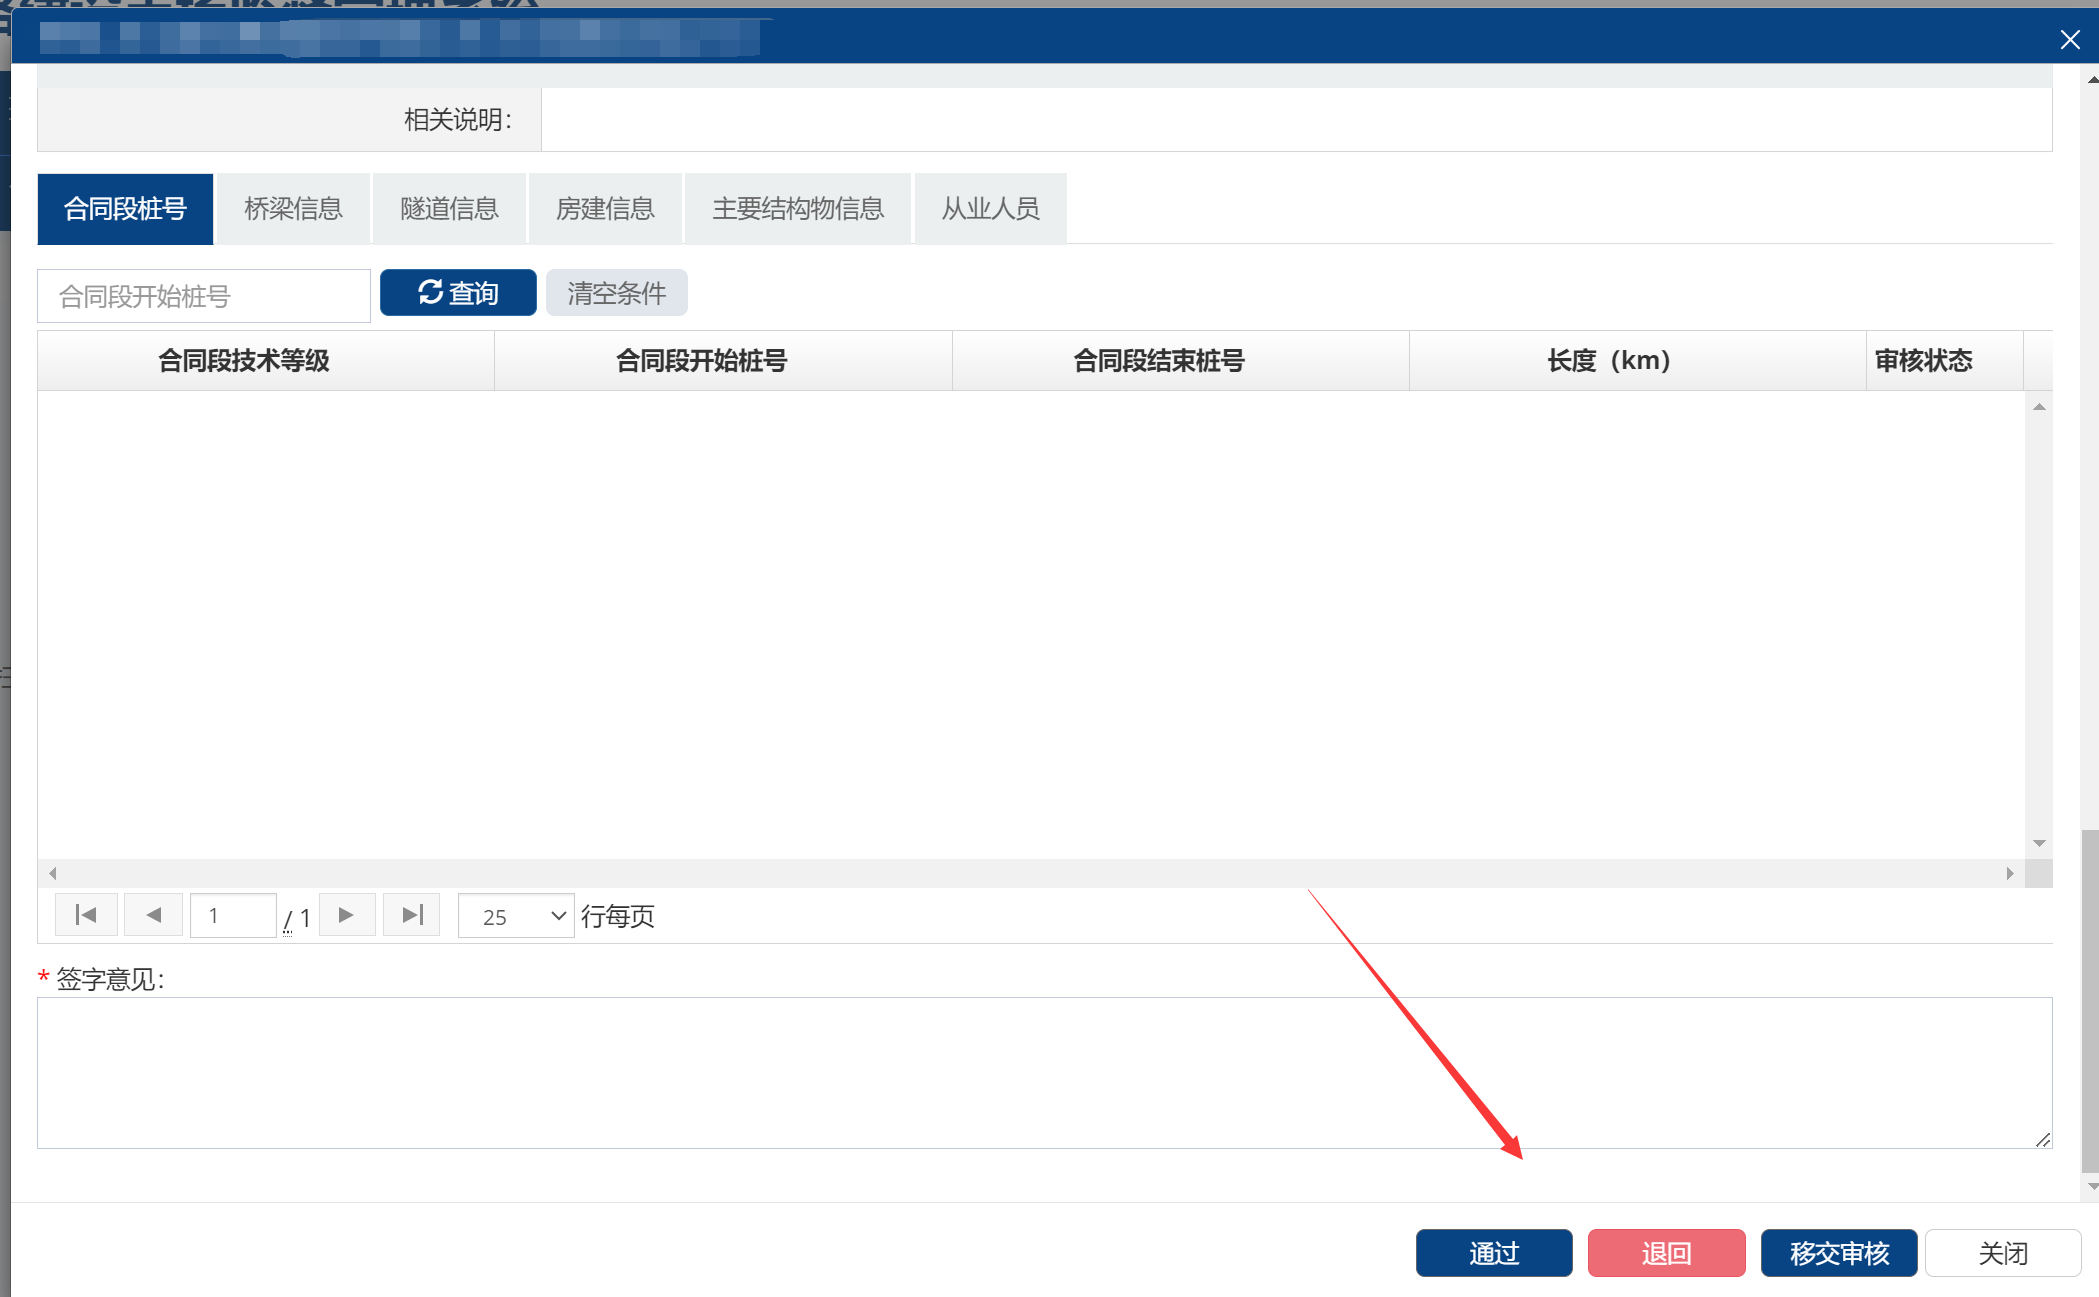 相关说明：
合同段桩号 桥梁信息 隧道信息 房建信息 主要结构物信息 从业人员
合同段开始桩号 查询 清空条件
合同段技术等级 合同段开始桩号 合同段结束桩号 长度（km） 审核状态
1 / 1 25 行每页
* 签字意见：
通过 退回 移交审核 关闭